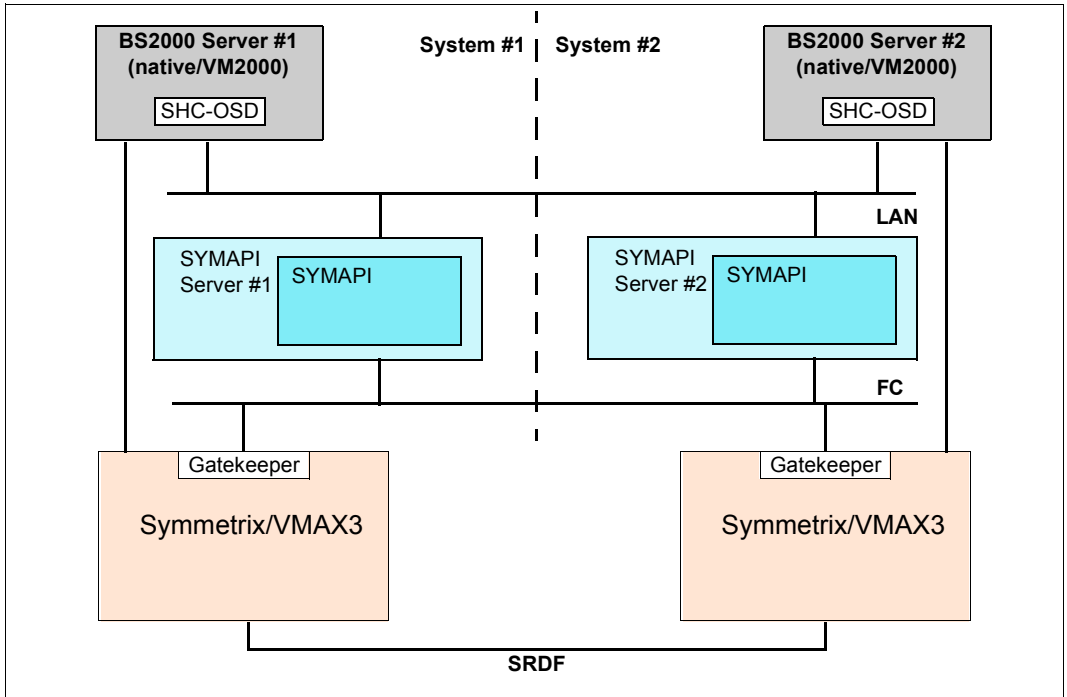 BS2000 Server #1
(native/VM2000)
SHC-OSD
System #1
System #2
BS2000 Server #2
(native/VM2000)
SHC-OSD
LAN
SYMAPI
Server #1
SYMAPI
SYMAPI
Server #2
SYMAPI
FC
Gatekeeper
Symmetrix/VMAX3
Gatekeeper
Symmetrix/VMAX3
SRDF